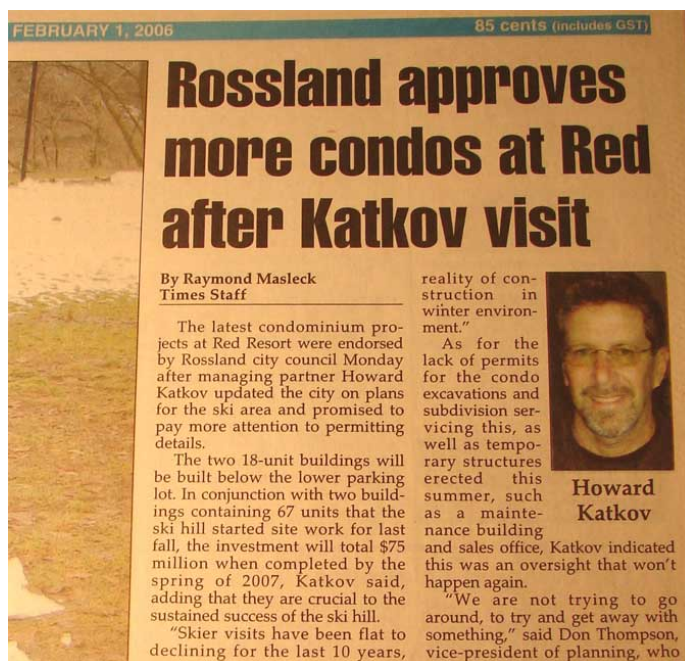 FEBRUARY 1, 2006
85 cents (includes GST)
Rossland approves
more condos at Red
after Katkov visit
By Raymond Masleck
Times Staff
The latest condominium pro-
jects at Red Resort were endorsed
by Rossland city council Monday
after managing partner Howard
Katkov updated the city on plans
for the ski area and promised to
pay more attention to permitting
details.
The two 18-unit buildings will
be built below the lower parking
lot. In conjunction with two build-
ings containing 67 units that the
ski hill started site work for last
fall, the investment will total $75
million when completed by the
spring of 2007, Katkov said,
adding that they are crucial to the
sustained success of the ski hill.
"Skier visits have been flat to
declining for the last 10 years,
reality of con-
struction in
winter environ-
ment."
As for the
lack of permits
for the condo
excavations and
subdivision ser-
vicing this, as
well as tempo-
rary structures
erected this
summer, such
as a mainte-
nance building
and sales office, Katkov indicated
this was an oversight that won't
happen again.
"We are not trying to go
around, to try and get away with
something," said Don Thompson,
vice-president of planning, who
Howard
Katkov